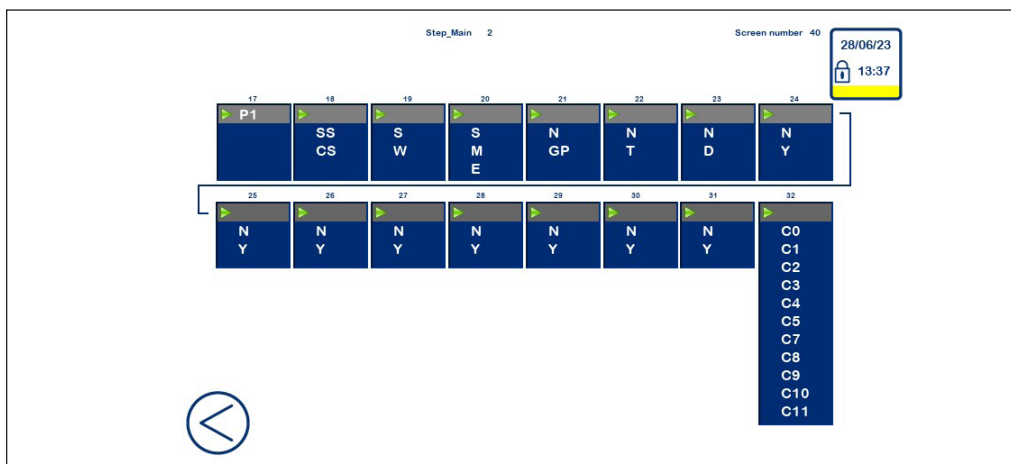 Step_Main 2 Screen number 40
28/06/23
13:37
17 18 19 20 21 22 23 24
P1
SS S S N N N N
CS W M GP T D Y
E
25 26 27 28 29 30 31 32
N N N N N N N C0
Y Y Y Y Y Y Y C1
C2
C3
C4
C5
C7
C8
C9
C10
C11